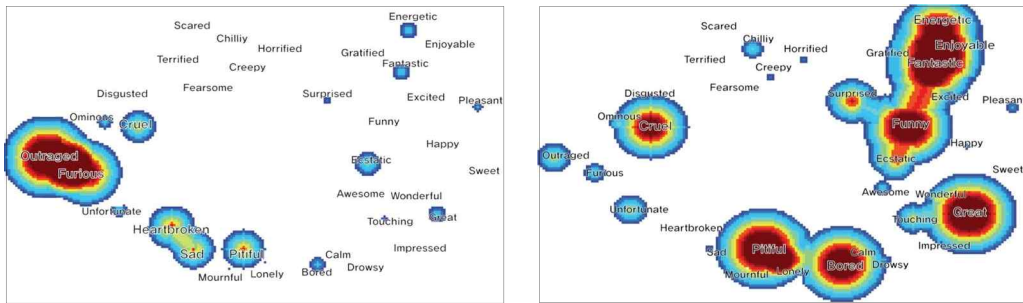 Energetic
Scared
Chilliy
Enjoyable
Horrified
Gratified
Terrified
Creepy
Fantastic
Fearsome
Disgusted
Surprised
Excited
Pleasant
Ominous
Cruel
Funny
Happy
Outraged
Furious
Ecstatic
Sweet
Awesome
Wonderful
Unfortunate
Touching
Great
Heartbroken
Sad
Pitiful
Impressed
Calm
Drowsy
Mournful
Lonely
Bored
Energetic
Scared
Chilliy
Enjoyable
Horrified
Gratified
Terrified
Creepy
Fantastic
Fearsome
Disgusted
Surprised
Excited
Pleasant
Ominous
Cruel
Funny
Happy
Outraged
Furious
Ecstatic
Sweet
Awesome
Wonderful
Unfortunate
Touching
Great
Heartbroken
Sad
Pitiful
Impressed
Calm
Drowsy
Mournful
Lonely
Bored